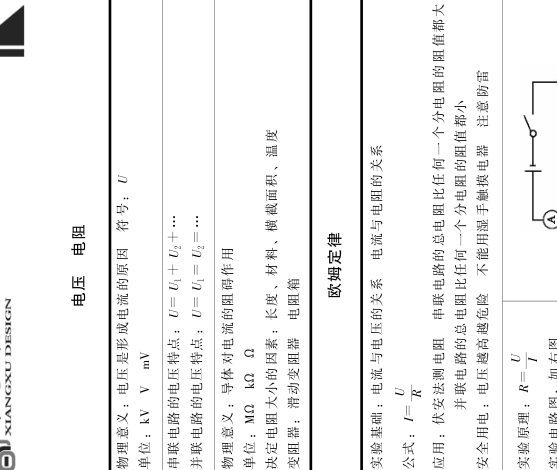 XIANGXU DESIGN
电压 电阻
物理意义：电压是形成电流的原因 符号：U
单位：kV V mV
串联电路的电压特点：U=U₁+U₂+…
并联电路的电压特点：U=U₁=U₂=…
物理意义：导体对电流的阻碍作用
单位：MΩ kΩ Ω
决定电阻大小的因素：长度、材料、横截面积、温度
变阻器：滑动变阻器 电阻箱
欧姆定律
实验基础：电流与电压的关系 电流与电阻的关系
公式：I=U/R
应用：伏安法测电阻 串联电路的总电阻比任何一个分电阻的阻值都大
并联电路的总电阻比任何一个分电阻的阻值都小
安全用电：电压越高越危险 不能用湿手触摸电器 注意防雷
实验原理：R=U/I
实验电路图：如右图
A